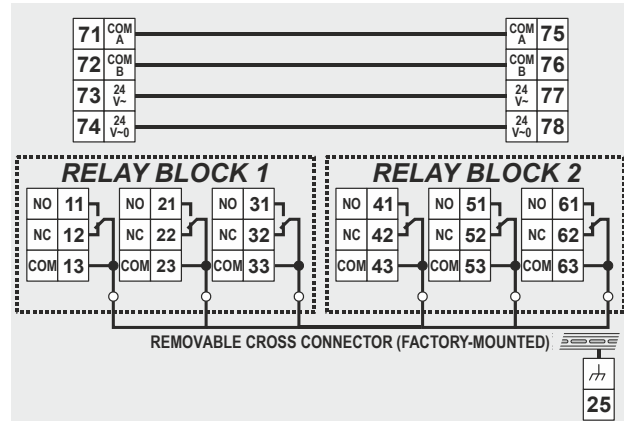 71 COM A COM A 75
72 COM B COM B 76
73 24 V~ 24 V~ 77
74 24 V~0 24 V~0 78
RELAY BLOCK 1 RELAY BLOCK 2
NO 11 NO 21 NO 31 NO 41 NO 51 NO 61
NC 12 NC 22 NC 32 NC 42 NC 52 NC 62
COM 13 COM 23 COM 33 COM 43 COM 53 COM 63
REMOVABLE CROSS CONNECTOR (FACTORY-MOUNTED)
25